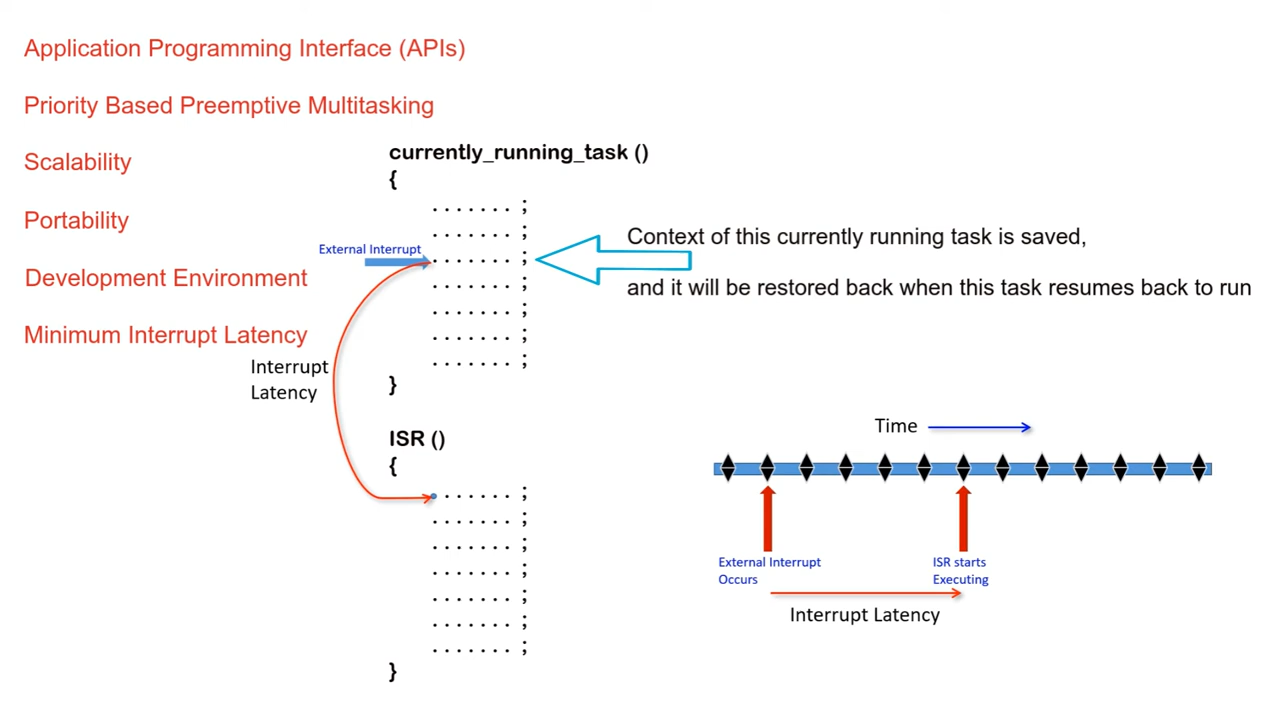 Application Programming Interface (APIs)
Priority Based Preemptive Multitasking
Scalability
Portability
Development Environment
Minimum Interrupt Latency
currently_running_task ()
{
. . . . . . . ;
. . . . . . . ;
External Interrupt
. . . . . . . ;
. . . . . . . ;
. . . . . . . ;
. . . . . . . ;
. . . . . . . ;
}
Context of this currently running task is saved,
and it will be restored back when this task resumes back to run
Interrupt
Latency
ISR ()
{
. . . . . . . ;
. . . . . . . ;
. . . . . . . ;
. . . . . . . ;
. . . . . . . ;
. . . . . . . ;
. . . . . . . ;
}
Time
External Interrupt
Occurs
ISR starts
Executing
Interrupt Latency